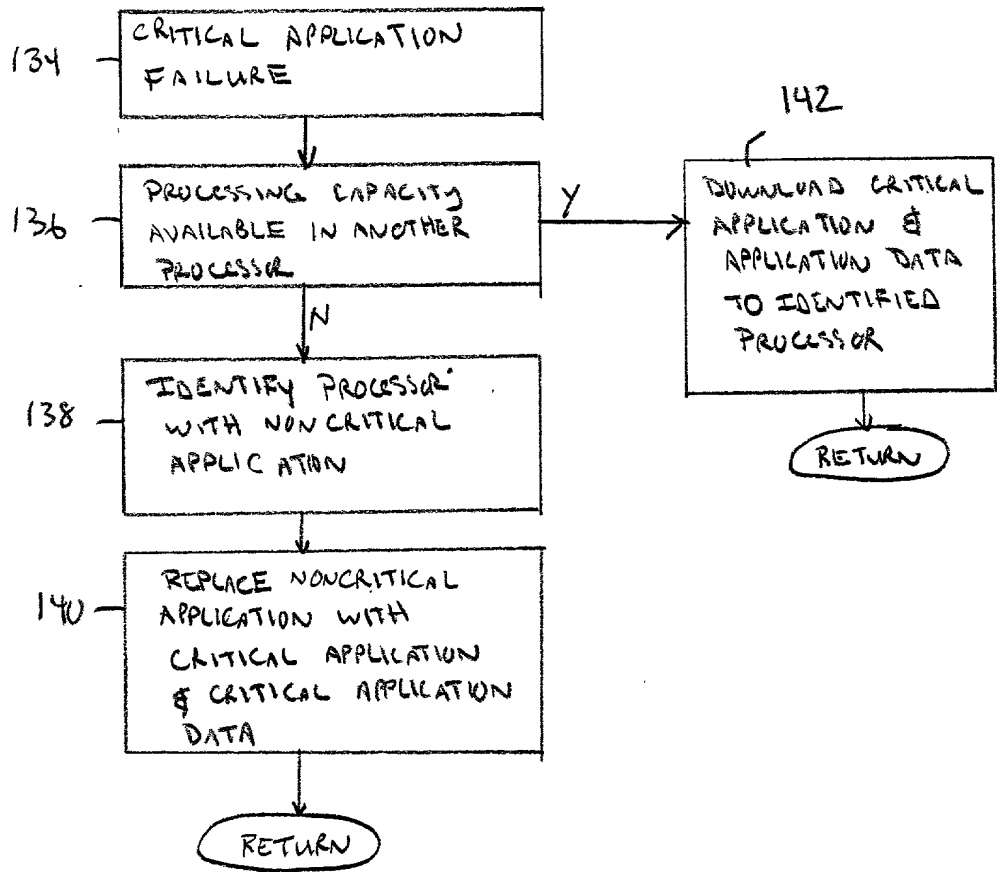 134
CRITICAL APPLICATION
FAILURE
136
PROCESSING CAPACITY
AVAILABLE IN ANOTHER
PROCESSOR
Y
142
DOWNLOAD CRITICAL
APPLICATION &
APPLICATION DATA
TO IDENTIFIED
PROCESSOR
RETURN
N
138
IDENTIFY PROCESSOR
WITH NONCRITICAL
APPLICATION
140
REPLACE NONCRITICAL
APPLICATION WITH
CRITICAL APPLICATION
& CRITICAL APPLICATION
DATA
RETURN